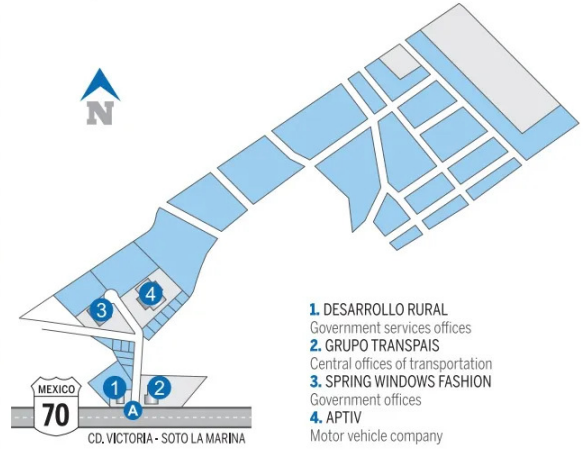 N
3
4
1
2
A
MEXICO
70
CD. VICTORIA - SOTO LA MARINA
1. DESARROLLO RURAL
Government services offices
2. GRUPO TRANSPAIS
Central offices of transportation
3. SPRING WINDOWS FASHION
Government offices
4. APTIV
Motor vehicle company